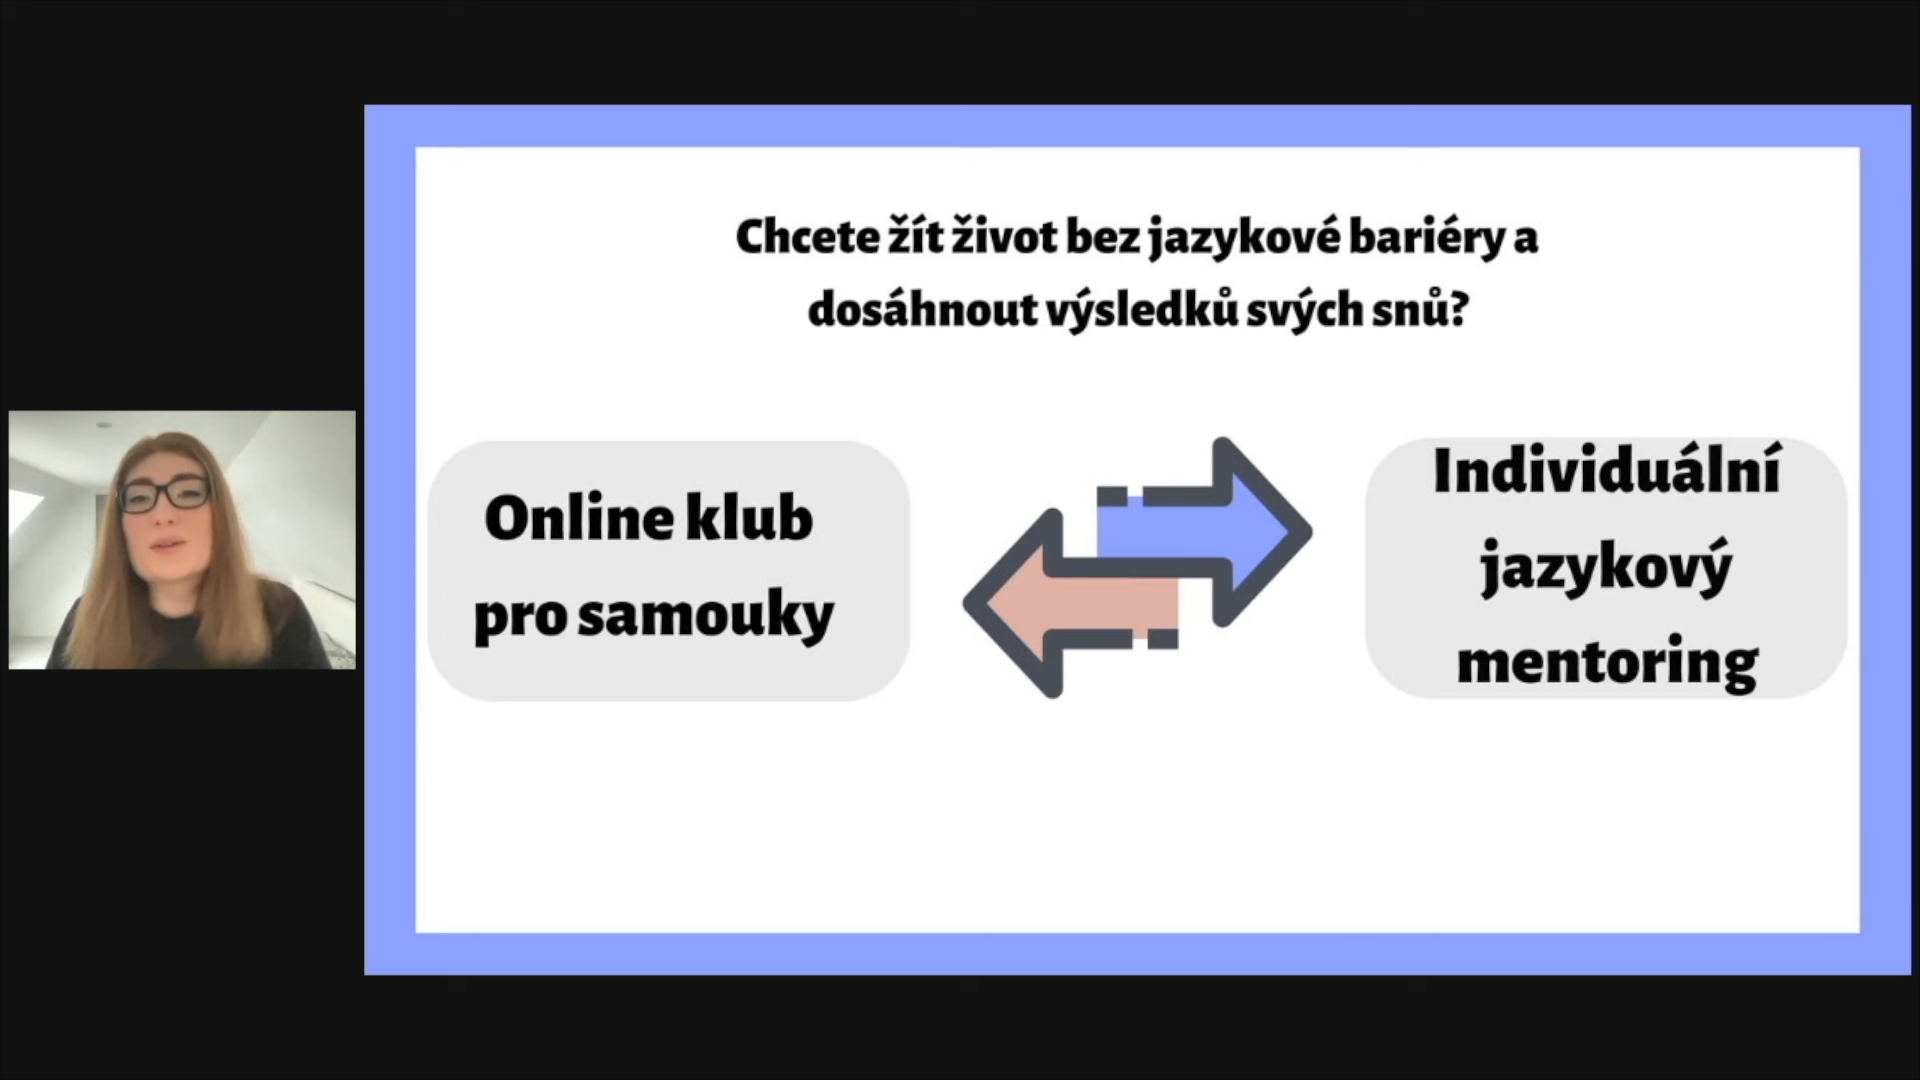 Chcete žít život bez jazykové bariéry a
dosáhnout výsledků svých snů?
Online klub
pro samouky
Individuální
jazykový
mentoring